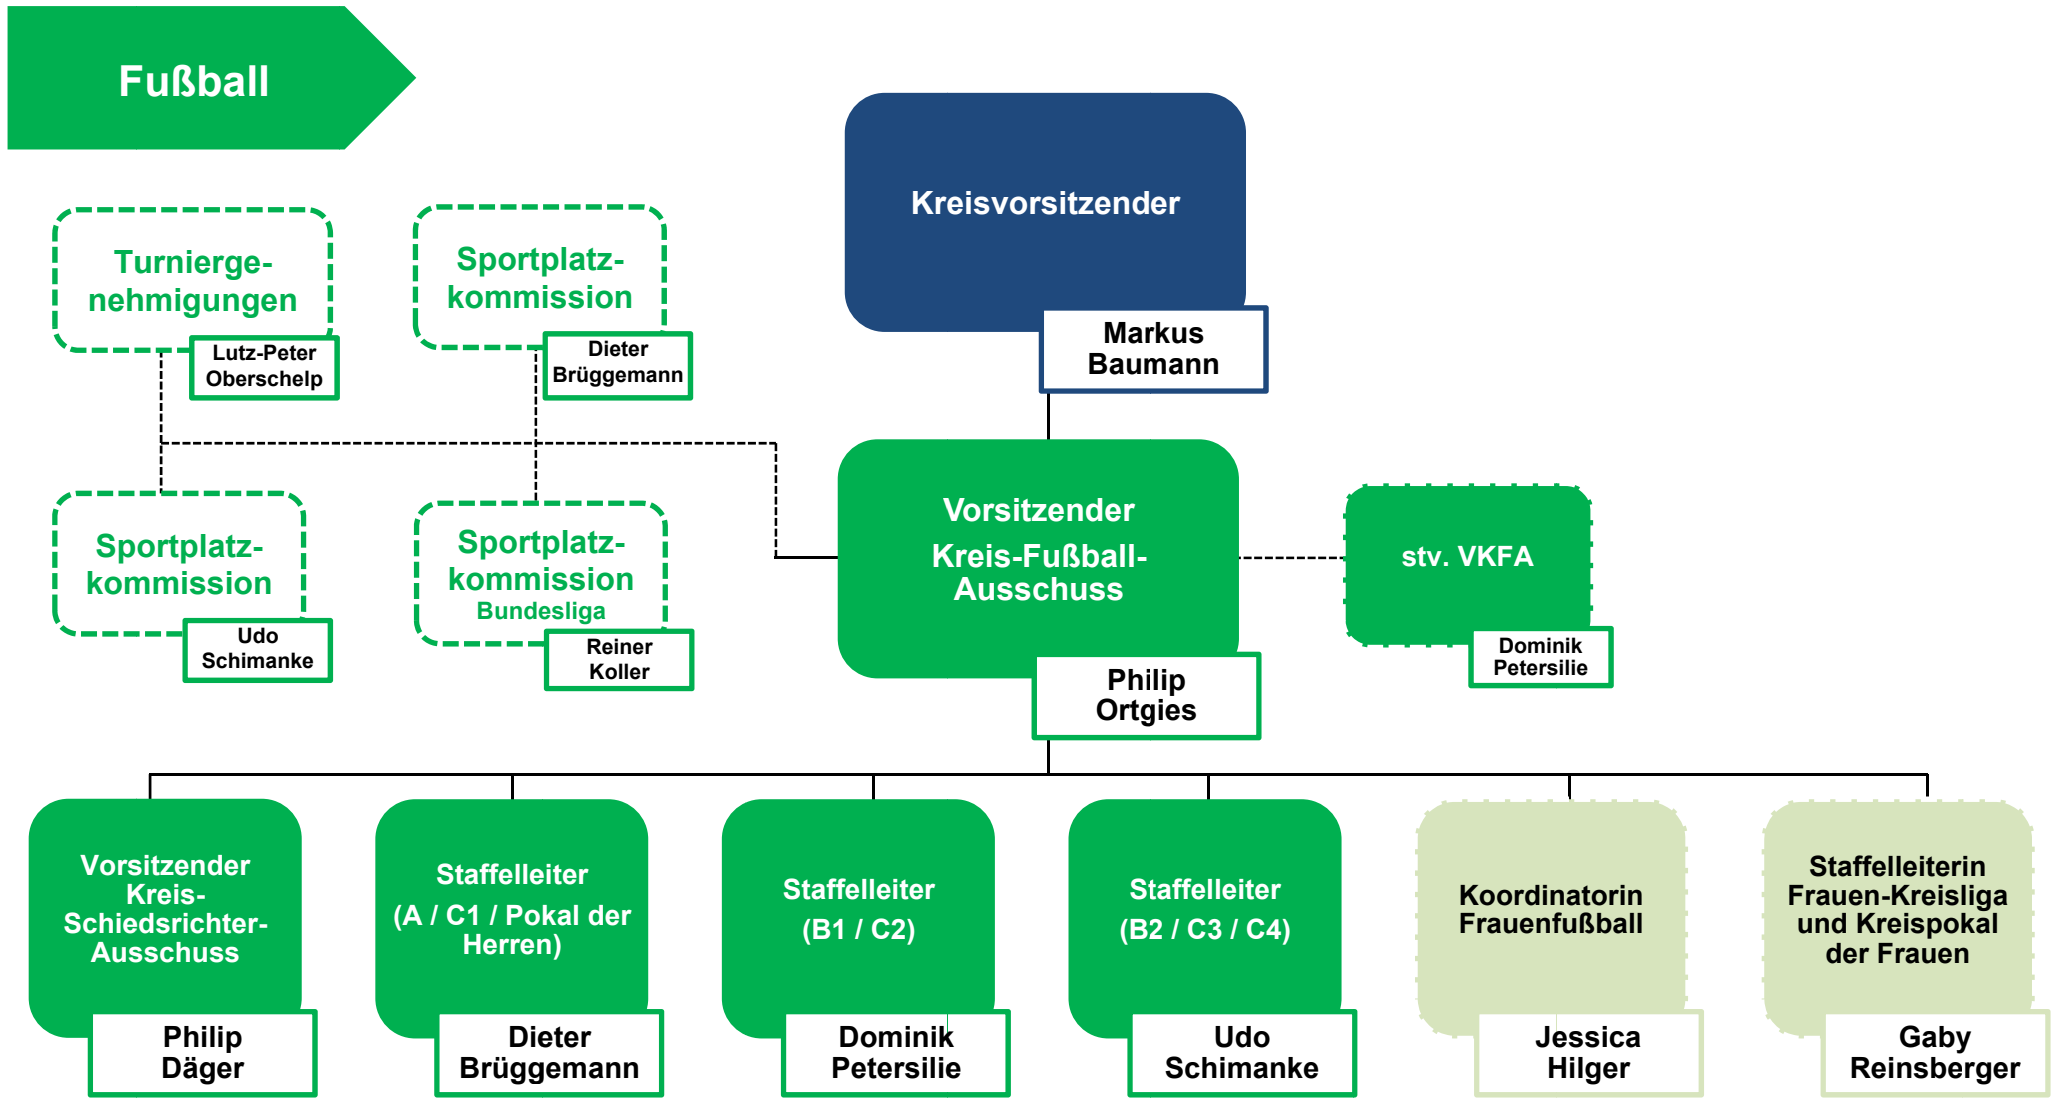 Fußball
Kreisvorsitzender
Markus
Baumann
Turnierge-
nehmigungen
Lutz-Peter
Oberschelp
Sportplatz-
kommission
Dieter
Brüggemann
Sportplatz-
kommission
Udo
Schimanke
Sportplatz-
kommission
Bundesliga
Reiner
Koller
Vorsitzender
Kreis-Fußball-
Ausschuss
Philip
Ortgies
stv. VKFA
Dominik
Petersilie
Vorsitzender
Kreis-
Schiedsrichter-
Ausschuss
Philip
Däger
Staffelleiter
(A / C1 / Pokal der
Herren)
Dieter
Brüggemann
Staffelleiter
(B1 / C2)
Dominik
Petersilie
Staffelleiter
(B2 / C3 / C4)
Udo
Schimanke
Koordinatorin
Frauenfußball
Jessica
Hilger
Staffelleiterin
Frauen-Kreisliga
und Kreispokal
der Frauen
Gaby
Reinsberger